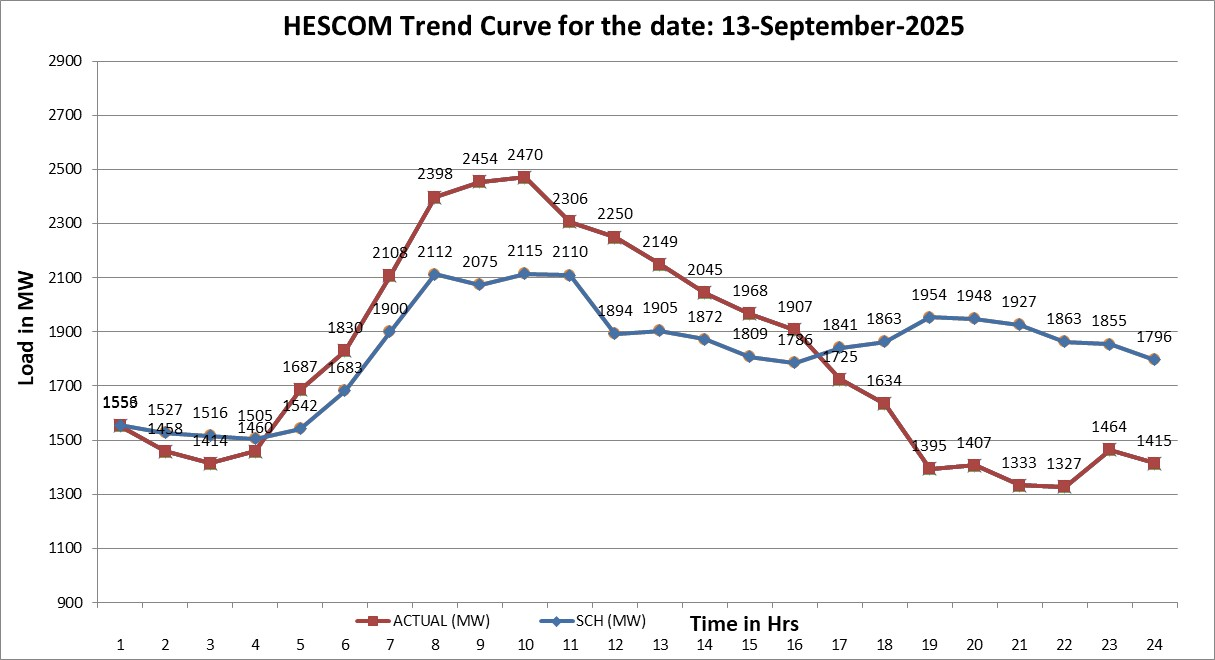 HESCOM Trend Curve for the date: 13-September-2025
Load in MW
2900
2700
2500
2300
2100
1900
1700
1500
1300
1100
900
1458 1414 1460 1687 1830 2108 2398 2454 2470 2306 2250 2149 2045 1968 1907 1725 1634 1395 1407 1333 1327 1464 1415
1527 1516 1505 1542 1683 1900 2112 2075 2115 2110 1894 1905 1872 1809 1786 1841 1863 1954 1948 1927 1863 1855 1796
ACTUAL (MW) SCH (MW) Time in Hrs
1 2 3 4 5 6 7 8 9 10 11 12 13 14 15 16 17 18 19 20 21 22 23 24